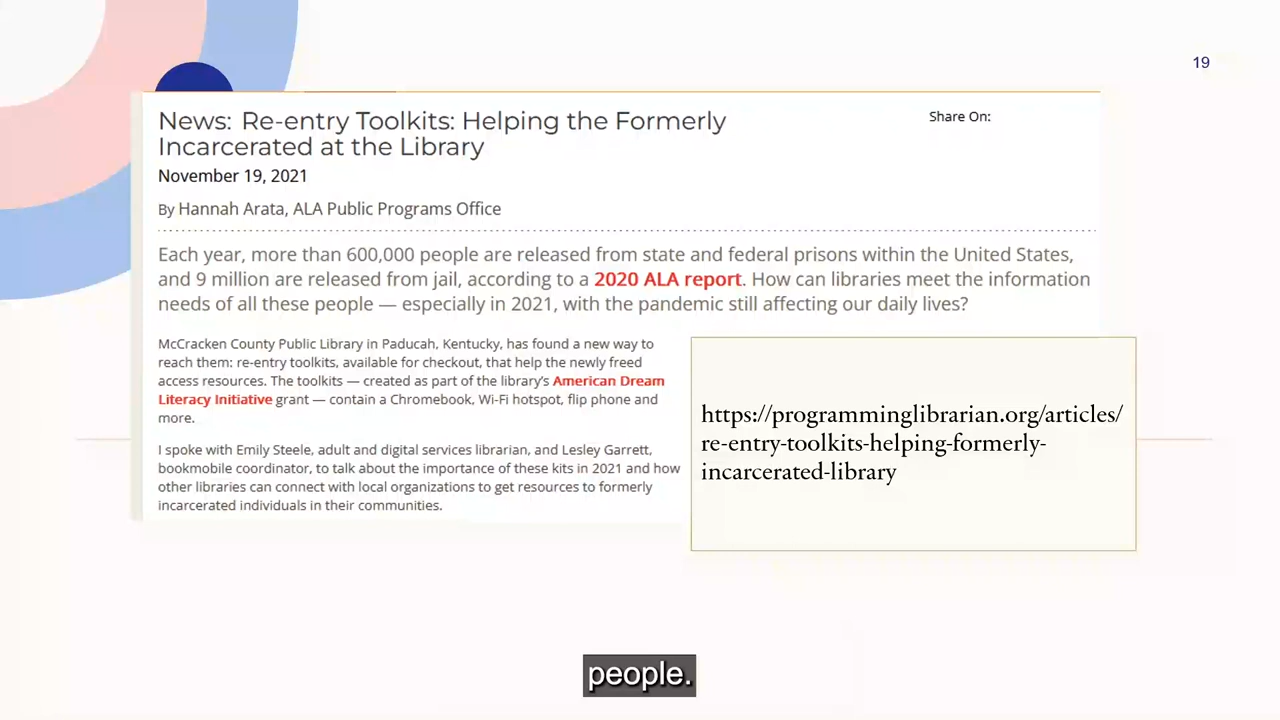 19
News: Re-entry Toolkits: Helping the Formerly
Incarcerated at the Library
Share On:
November 19, 2021
By Hannah Arata, ALA Public Programs Office
Each year, more than 600,000 people are released from state and federal prisons within the United States,
and 9 million are released from jail, according to a 2020 ALA report. How can libraries meet the information
needs of all these people — especially in 2021, with the pandemic still affecting our daily lives?
McCracken County Public Library in Paducah, Kentucky, has found a new way to
reach them: re-entry toolkits, available for checkout, that help the newly freed
access resources. The toolkits — created as part of the library's American Dream
Literacy Initiative grant — contain a Chromebook, Wi-Fi hotspot, flip phone and
more.
I spoke with Emily Steele, adult and digital services librarian, and Lesley Garrett,
bookmobile coordinator, to talk about the importance of these kits in 2021 and how
other libraries can connect with local organizations to get resources to formerly
incarcerated individuals in their communities.
https://programminglibrarian.org/articles/
re-entry-toolkits-helping-formerly-
incarcerated-library
people.